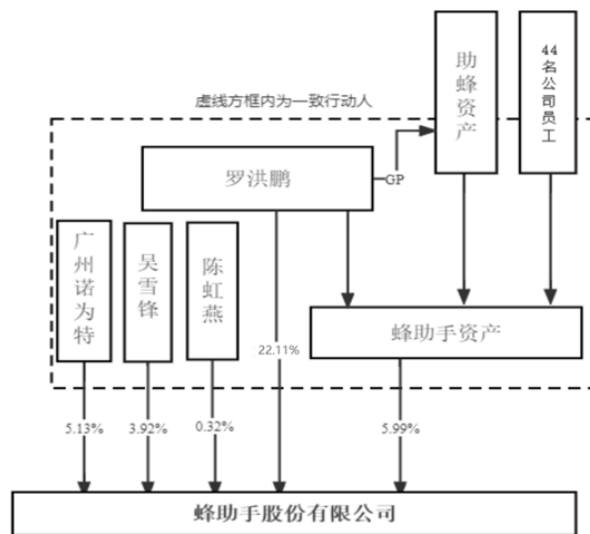 助蜂资产
44名公司员工
虚线方框内为一致行动人
罗洪鹏
GP
广州诺为特
吴雪锋
陈虹燕
蜂助手资产
22.11%
5.13%
3.92%
0.32%
5.99%
蜂助手股份有限公司